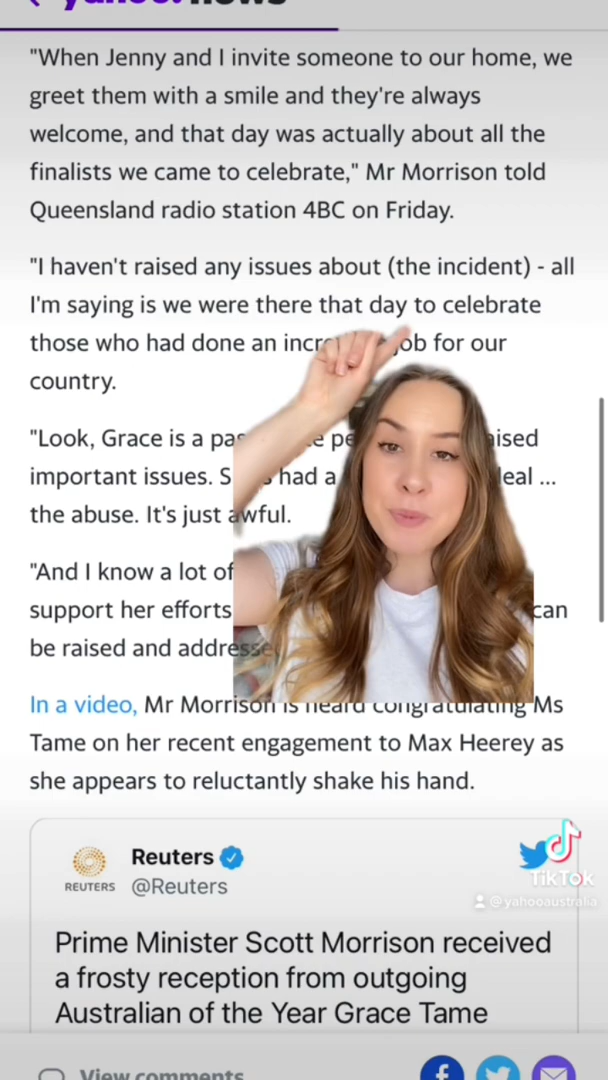 yahoo! news
"When Jenny and I invite someone to our home, we
greet them with a smile and they're always
welcome, and that day was actually about all the
finalists we came to celebrate," Mr Morrison told
Queensland radio station 4BC on Friday.
"I haven't raised any issues about (the incident) - all
I'm saying is we were there that day to celebrate
those who had done an job for our
country.
"Look, Grace is a
important issues. had a
the abuse. It's just awful.
"And I know a lot of
support her efforts can
be raised and addresse
In a video, Mr Morrison is heard congratulating Ms
Tame on her recent engagement to Max Heerey as
she appears to reluctantly shake his hand.
Reuters
REUTERS
@Reuters
TikTok
@yahooaustralia
Prime Minister Scott Morrison received
a frosty reception from outgoing
Australian of the Year Grace Tame
View comments